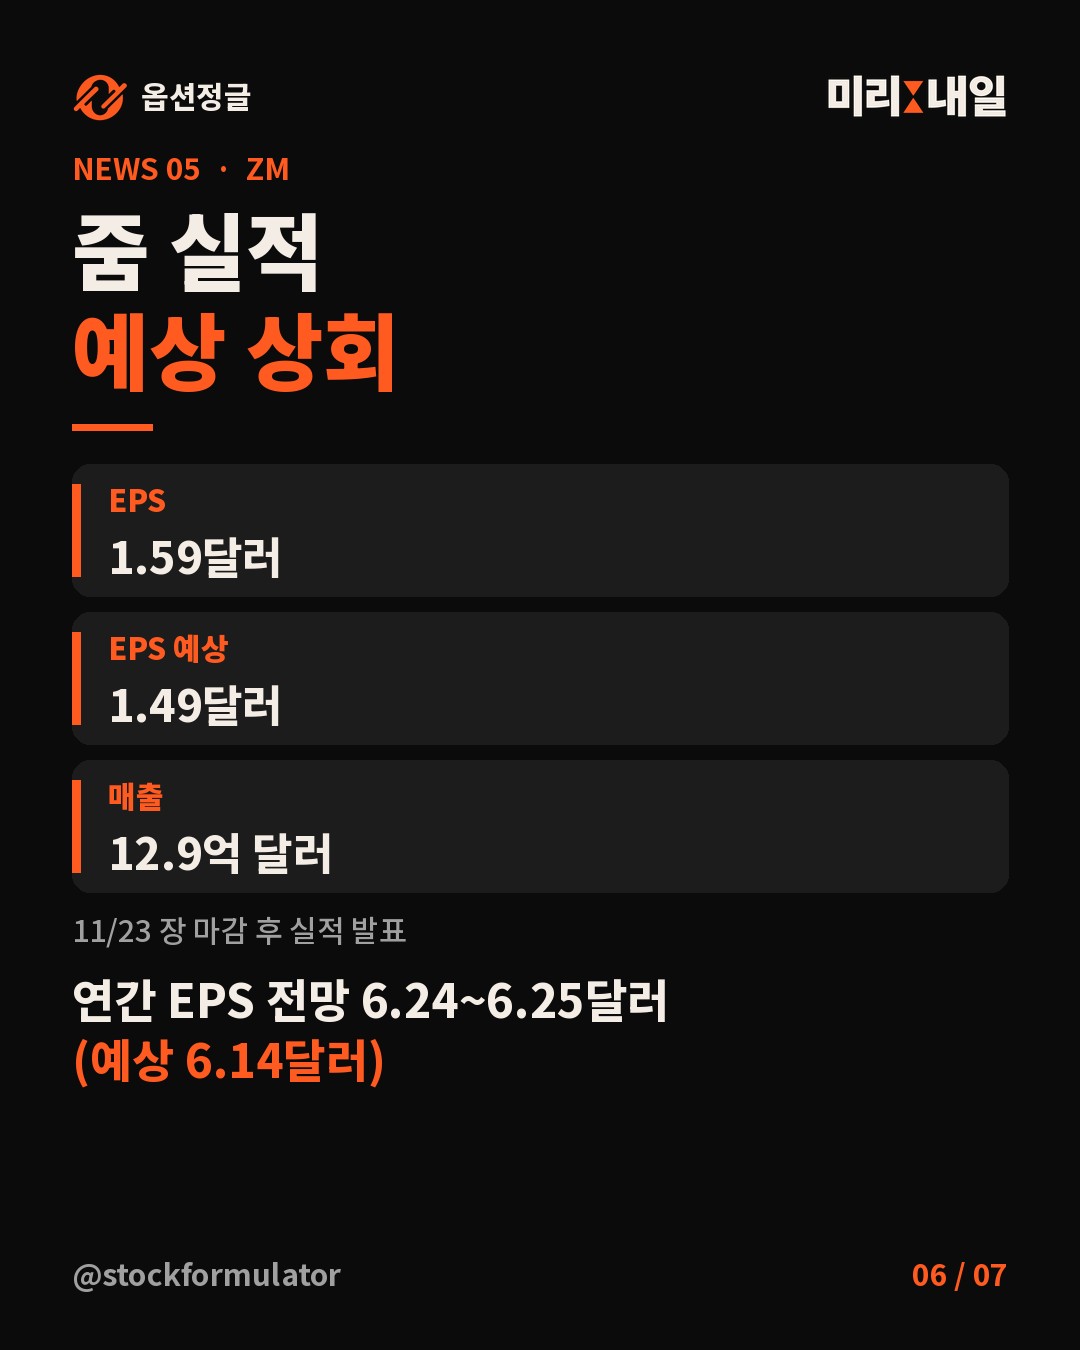 옵션정글
미리:내일
NEWS 05 · ZM
줌 실적
예상 상회
EPS
1.59달러
EPS 예상
1.49달러
매출
12.9억 달러
11/23 장 마감 후 실적 발표
연간 EPS 전망 6.24~6.25달러
(예상 6.14달러)
@stockformulator
06 / 07